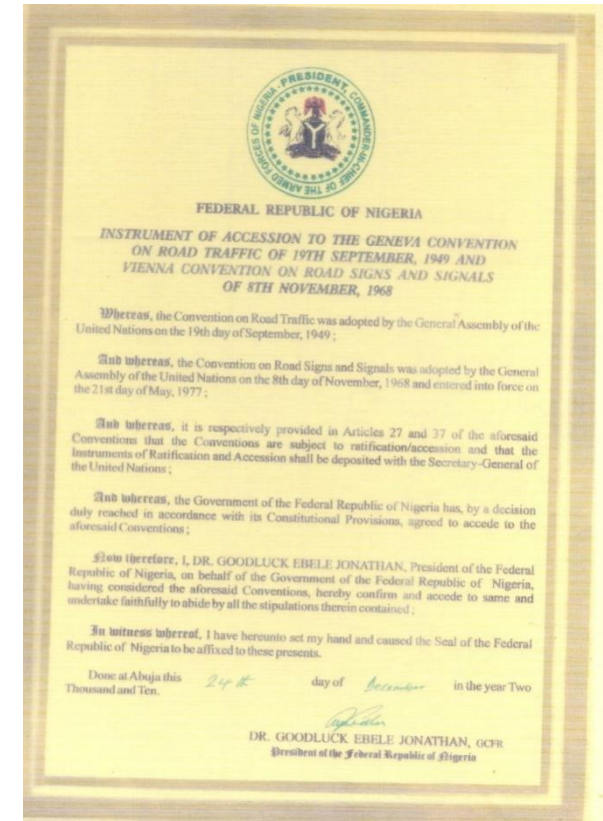 PRESIDENT, COMMANDER-IN-CHIEF OF THE ARMED FORCES OF NIGERIA
FEDERAL REPUBLIC OF NIGERIA
INSTRUMENT OF ACCESSION TO THE GENEVA CONVENTION
ON ROAD TRAFFIC OF 19TH SEPTEMBER, 1949 AND
VIENNA CONVENTION ON ROAD SIGNS AND SIGNALS
OF 8TH NOVEMBER, 1968
Whereas, the Convention on Road Traffic was adopted by the General Assembly of the
United Nations on the 19th day of September, 1949 ;
And whereas, the Convention on Road Signs and Signals was adopted by the General
Assembly of the United Nations on the 8th day of November, 1968 and entered into force on
the 21st day of May, 1977 ;
And whereas, it is respectively provided in Articles 27 and 37 of the aforesaid
Conventions that the Conventions are subject to ratification/accession and that the
Instruments of Ratification and Accession shall be deposited with the Secretary-General of
the United Nations ;
And whereas, the Government of the Federal Republic of Nigeria has, by a decision
duly reached in accordance with its Constitutional Provisions, agreed to accede to the
aforesaid Conventions ;
Now therefore, I, DR. GOODLUCK EBELE JONATHAN, President of the Federal
Republic of Nigeria, on behalf of the Government of the Federal Republic of Nigeria,
having considered the aforesaid Conventions, hereby confirm and accede to same and
undertake faithfully to abide by all the stipulations therein contained ;
In witness whereof, I have hereunto set my hand and caused the Seal of the Federal
Republic of Nigeria to be affixed to these presents.
Done at Abuja this 24th day of December in the year Two
Thousand and Ten.
DR. GOODLUCK EBELE JONATHAN, GCFR
President of the Federal Republic of Nigeria